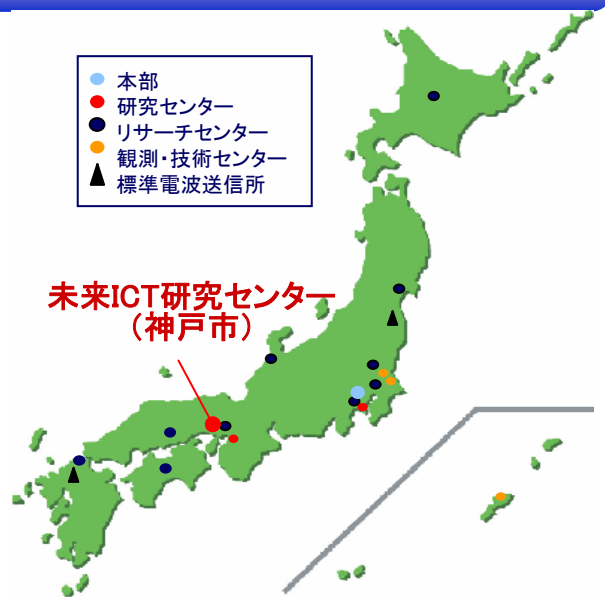 本部
研究センター
リサーチセンター
観測・技術センター
標準電波送信所
未来ICT研究センター
（神戸市）